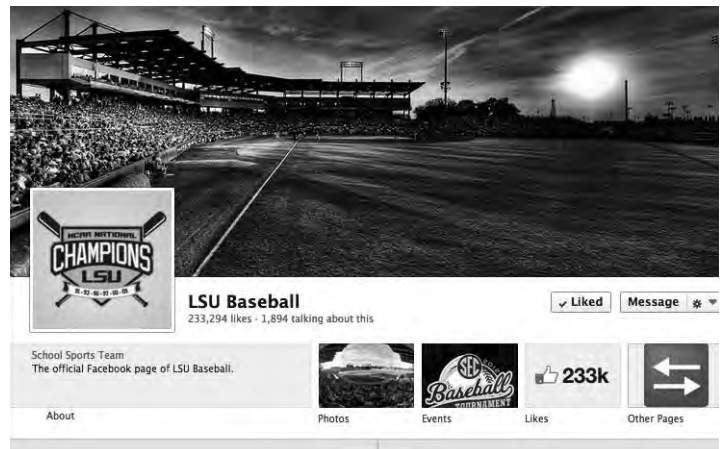 NCAA NATIONAL
CHAMPIONS
LSU
LSU Baseball
233,294 likes · 1,894 talking about this
Liked
Message
School Sports Team
The official Facebook page of LSU Baseball.
About
SEC
Baseball
TOURNAMENT
233k
Photos
Events
Likes
Other Pages